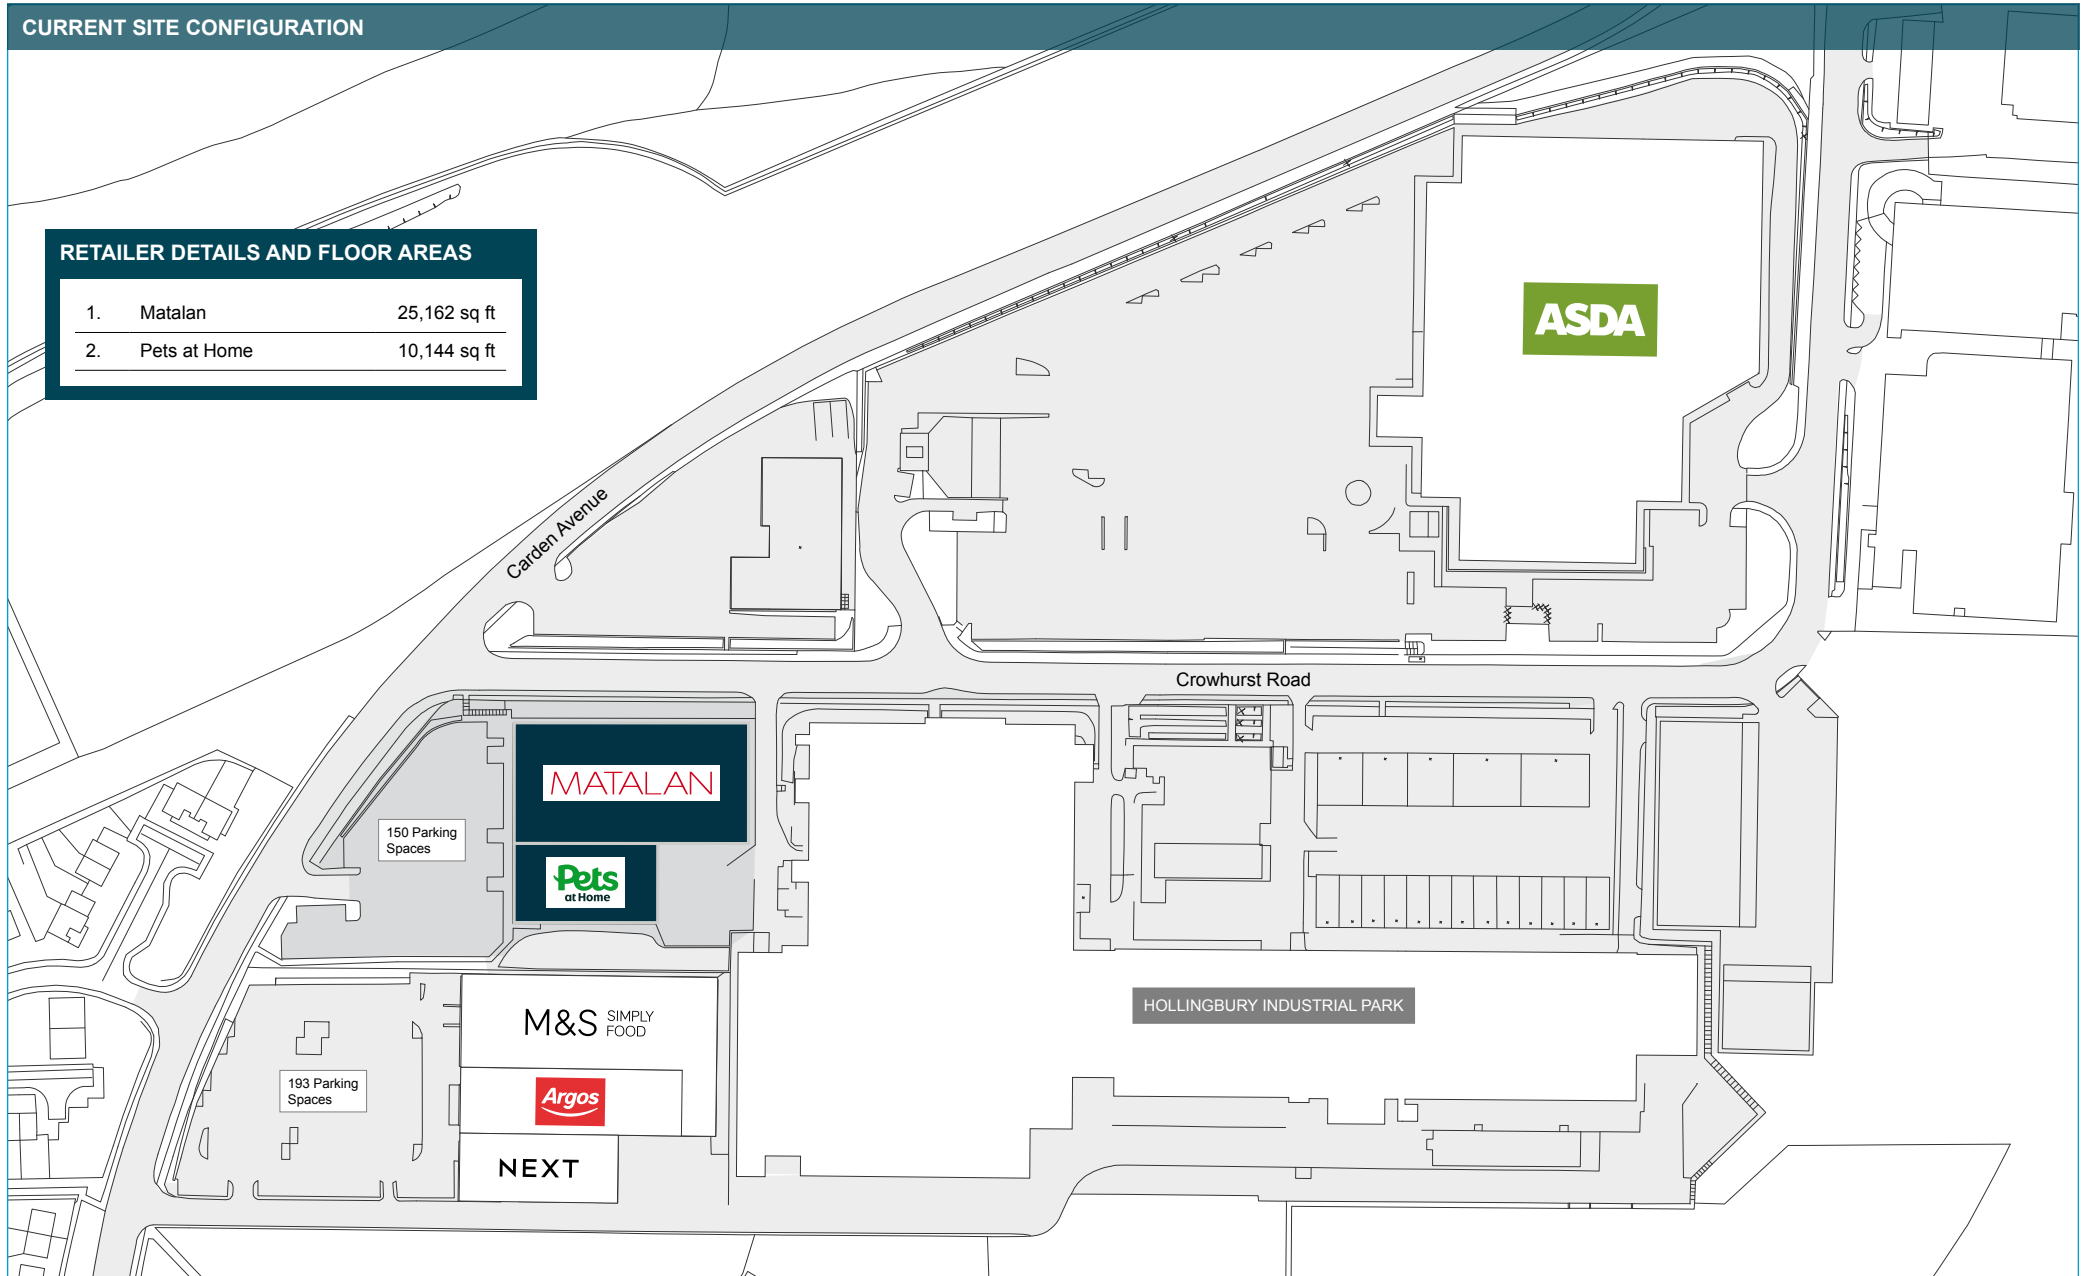 CURRENT SITE CONFIGURATION
RETAILER DETAILS AND FLOOR AREAS
1. Matalan 25,162 sq ft
2. Pets at Home 10,144 sq ft
ASDA
Carden Avenue
Crowhurst Road
MATALAN
150 Parking
Spaces
Pets
at Home
M&S SIMPLY
FOOD
HOLLINGBURY INDUSTRIAL PARK
193 Parking
Spaces
Argos
NEXT